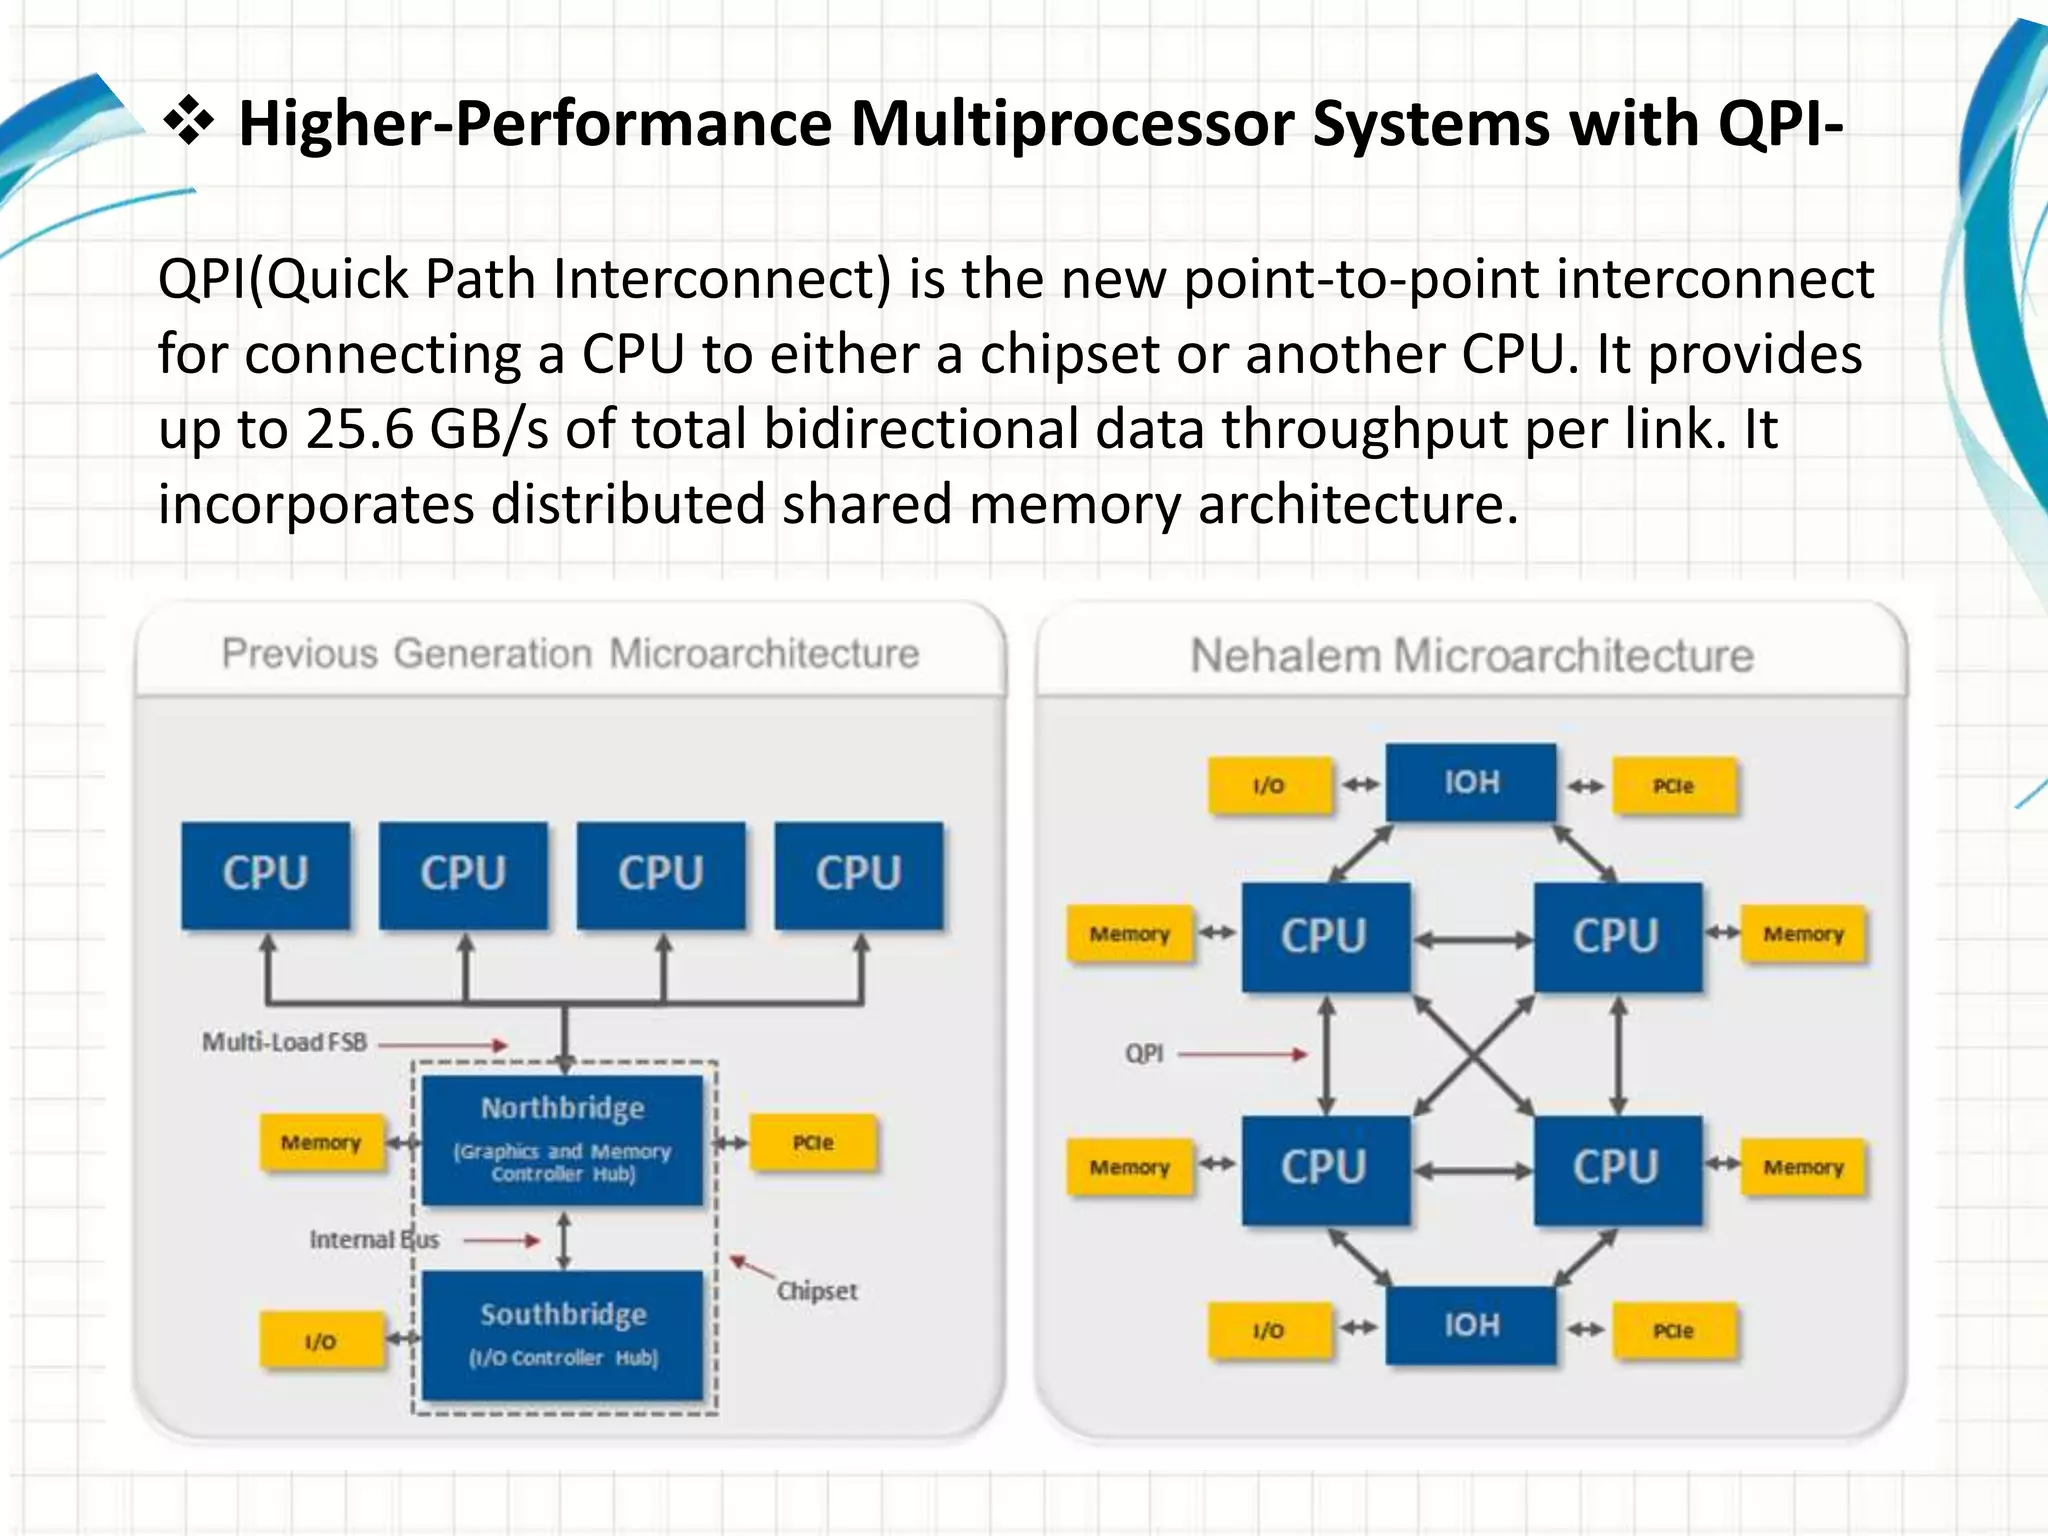 ❖ Higher-Performance Multiprocessor Systems with QPI-
QPI(Quick Path Interconnect) is the new point-to-point interconnect
for connecting a CPU to either a chipset or another CPU. It provides
up to 25.6 GB/s of total bidirectional data throughput per link. It
incorporates distributed shared memory architecture.
Previous Generation Microarchitecture
CPU CPU CPU CPU
Multi-Load FSB
Northbridge
(Graphics and Memory
Controller Hub)
Memory
PCIe
Internal Bus
Chipset
Southbridge
(I/O Controller Hub)
I/O
Nehalem Microarchitecture
I/O IOH PCIe
Memory CPU CPU Memory
QPI
Memory CPU CPU Memory
I/O IOH PCIe